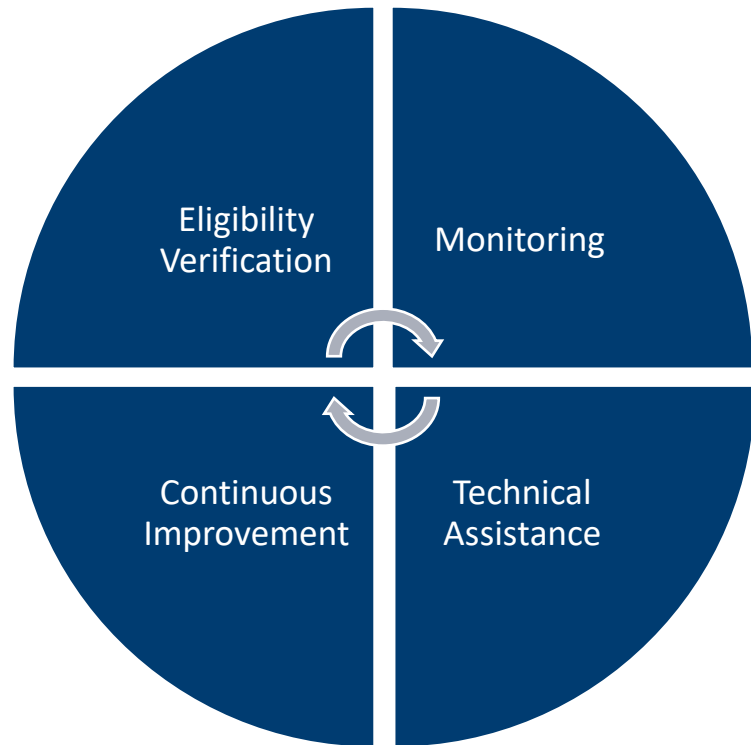 Eligibility
Verification
Monitoring
Continuous
Improvement
Technical
Assistance